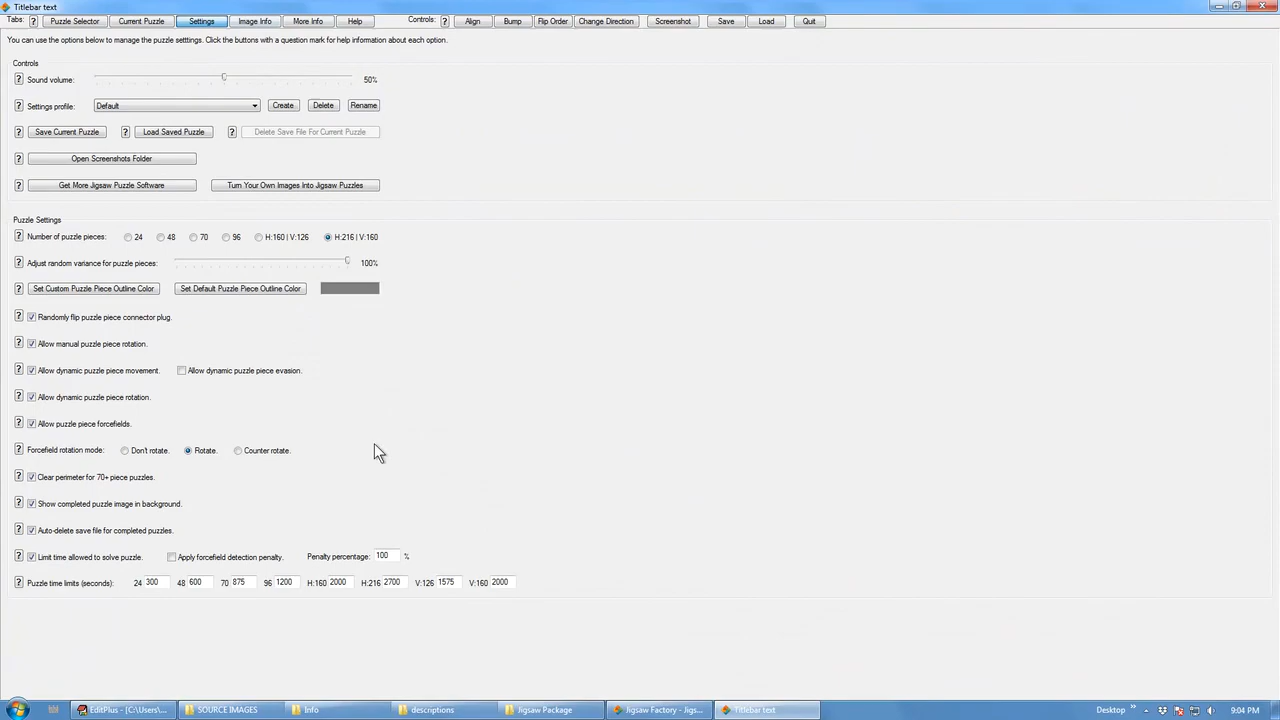 Titlebar text
Tabs: ? Puzzle Selector Current Puzzle Settings Image Info More Info Help Controls: ? Align Bump Flip Order Change Direction Screenshot Save Load Quit
You can use the options below to manage the puzzle setttings. Click the buttons with a question mark for help information about each option.
Controls
? Sound volume: 50%
? Settings profile: Default Create Delete Rename
? Save Current Puzzle ? Load Saved Puzzle ? Delete Save File For Current Puzzle
? Open Screenshots Folder
? Get More Jigsaw Puzzle Software Turn Your Own Images Into Jigsaw Puzzles
Puzzle Settings
? Number of puzzle pieces: 24 48 70 96 H:160 | V:126 H:216 | V:160
? Adjust random variance for puzzle pieces: 100%
? Set Custom Puzzle Piece Outline Color Set Default Puzzle Piece Outline Color
? Randomly flip puzzle piece connector plug.
? Allow manual puzzle piece rotation.
? Allow dynamic puzzle piece movement. Allow dynamic puzzle piece evasion.
? Allow dynamic puzzle piece rotation.
? Allow puzzle piece forcefields.
? Forcefield rotation mode: Don't rotate. Rotate. Counter rotate.
? Clear perimeter for 70+ piece puzzles.
? Show completed puzzle image in background.
? Auto-delete save file for completed puzzles.
? Limit time allowed to solve puzzle. Apply forcefield detection penalty. Penalty percentage: 100 %
? Puzzle time limits (seconds): 24 300 48 600 70 875 96 1200 H:160 2000 H:216 2700 V:126 1575 V:160 2000
EditPlus - [C:\Users\... SOURCE IMAGES Info descriptions Jigsaw Package Jigsaw Factory - Jigs... Titlebar text Desktop » 9:04 PM